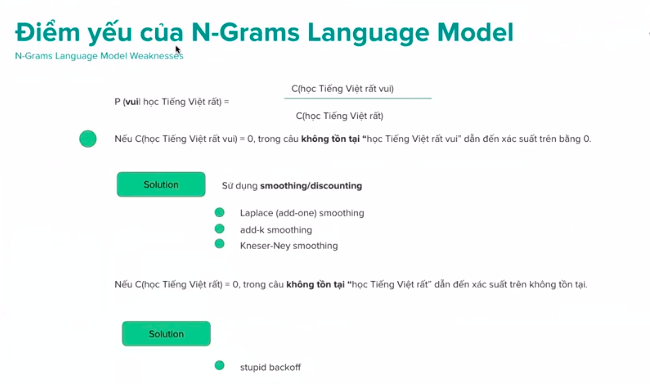 Điểm yếu của N-Grams Language Model
N-Grams Language Model Weaknesses
C(học Tiếng Việt rất vui)
P (vui| học Tiếng Việt rất) =
C(học Tiếng Việt rất)
Nếu C(học Tiếng Việt rất vui) = 0, trong câu không tồn tại “học Tiếng Việt rất vui” dẫn đến xác suất trên bằng 0.
Solution
Sử dụng smoothing/discounting
Laplace (add-one) smoothing
add-k smoothing
Kneser-Ney smoothing
Nếu C(học Tiếng Việt rất) = 0, trong câu không tồn tại “học Tiếng Việt rất” dẫn đến xác suất trên không tồn tại.
Solution
stupid backoff